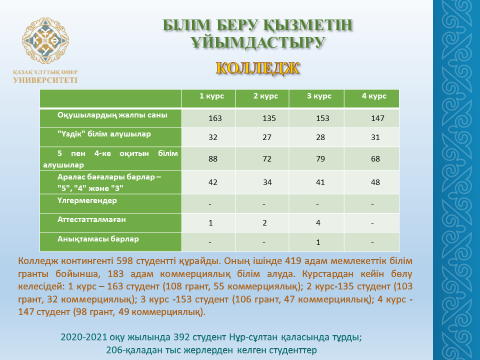 БІЛІМ БЕРУ ҚЫЗМЕТІН
ҰЙЫМДАСТЫРУ
КОЛЛЕДЖ
ҚАЗАҚ ҰЛТТЫҚ ӨНЕР
УНИВЕРСИТЕТІ
1 курс 2 курс 3 курс 4 курс
Оқушылардың жалпы саны 163 135 153 147
"Үздік" білім алушылар 32 27 28 31
5 пен 4-ке оқитын білім
алушылар 88 72 79 68
Аралас бағалары барлар –
"5", "4" және "3" 42 34 41 48
Үлгермегендер - - - -
Аттестатталмаған 1 2 4 -
Анықтамасы барлар - - 1 -
Колледж контингенті 598 студентті құрайды. Оның ішінде 419 адам мемлекеттік білім
гранты бойынша, 183 адам коммерциялық білім алуда. Курстардан кейін бөлу
келесідей: 1 курс – 163 студент (108 грант, 55 коммерциялық); 2 курс-135 студент (103
грант, 32 коммерциялық); 3 курс -153 студент (106 грант, 47 коммерциялық); 4 курс -
147 студент (98 грант, 49 коммерциялық).
2020-2021 оқу жылында 392 студент Нұр-сұлтан қаласында тұрды;
206-қаладан тыс жерлерден келген студенттер